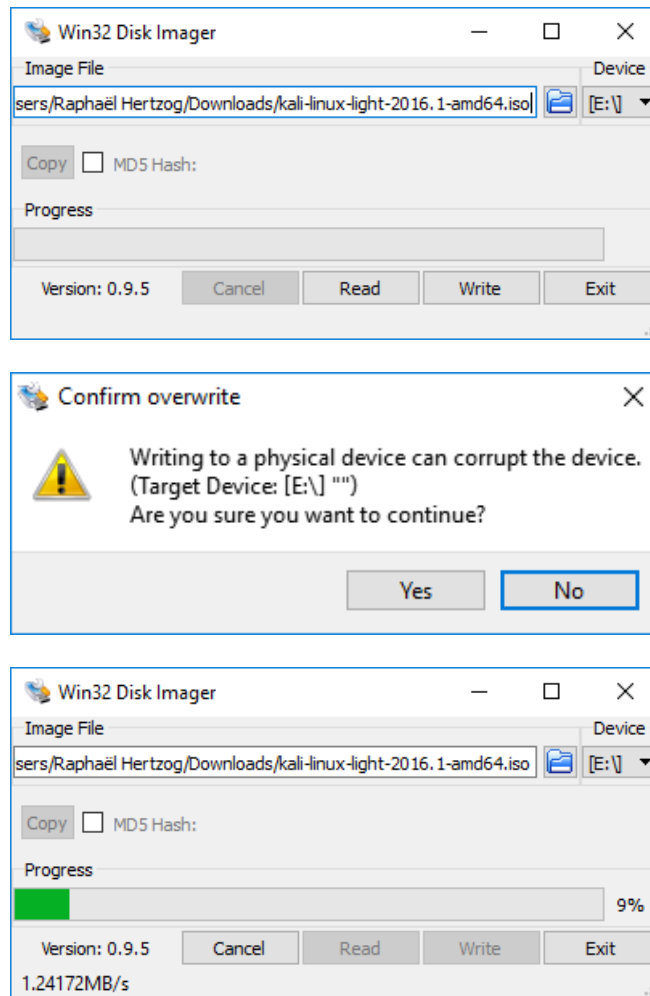 Win32 Disk Imager
Image File Device
sers/Raphaël Hertzog/Downloads/kali-linux-light-2016.1-amd64.iso [E:\]
Copy MD5 Hash:
Progress
Version: 0.9.5 Cancel Read Write Exit
Confirm overwrite
Writing to a physical device can corrupt the device.
(Target Device: [E:\] "")
Are you sure you want to continue?
Yes No
Win32 Disk Imager
Image File Device
sers/Raphaël Hertzog/Downloads/kali-linux-light-2016.1-amd64.iso [E:\]
Copy MD5 Hash:
Progress
9%
Version: 0.9.5 Cancel Read Write Exit
1.24172MB/s